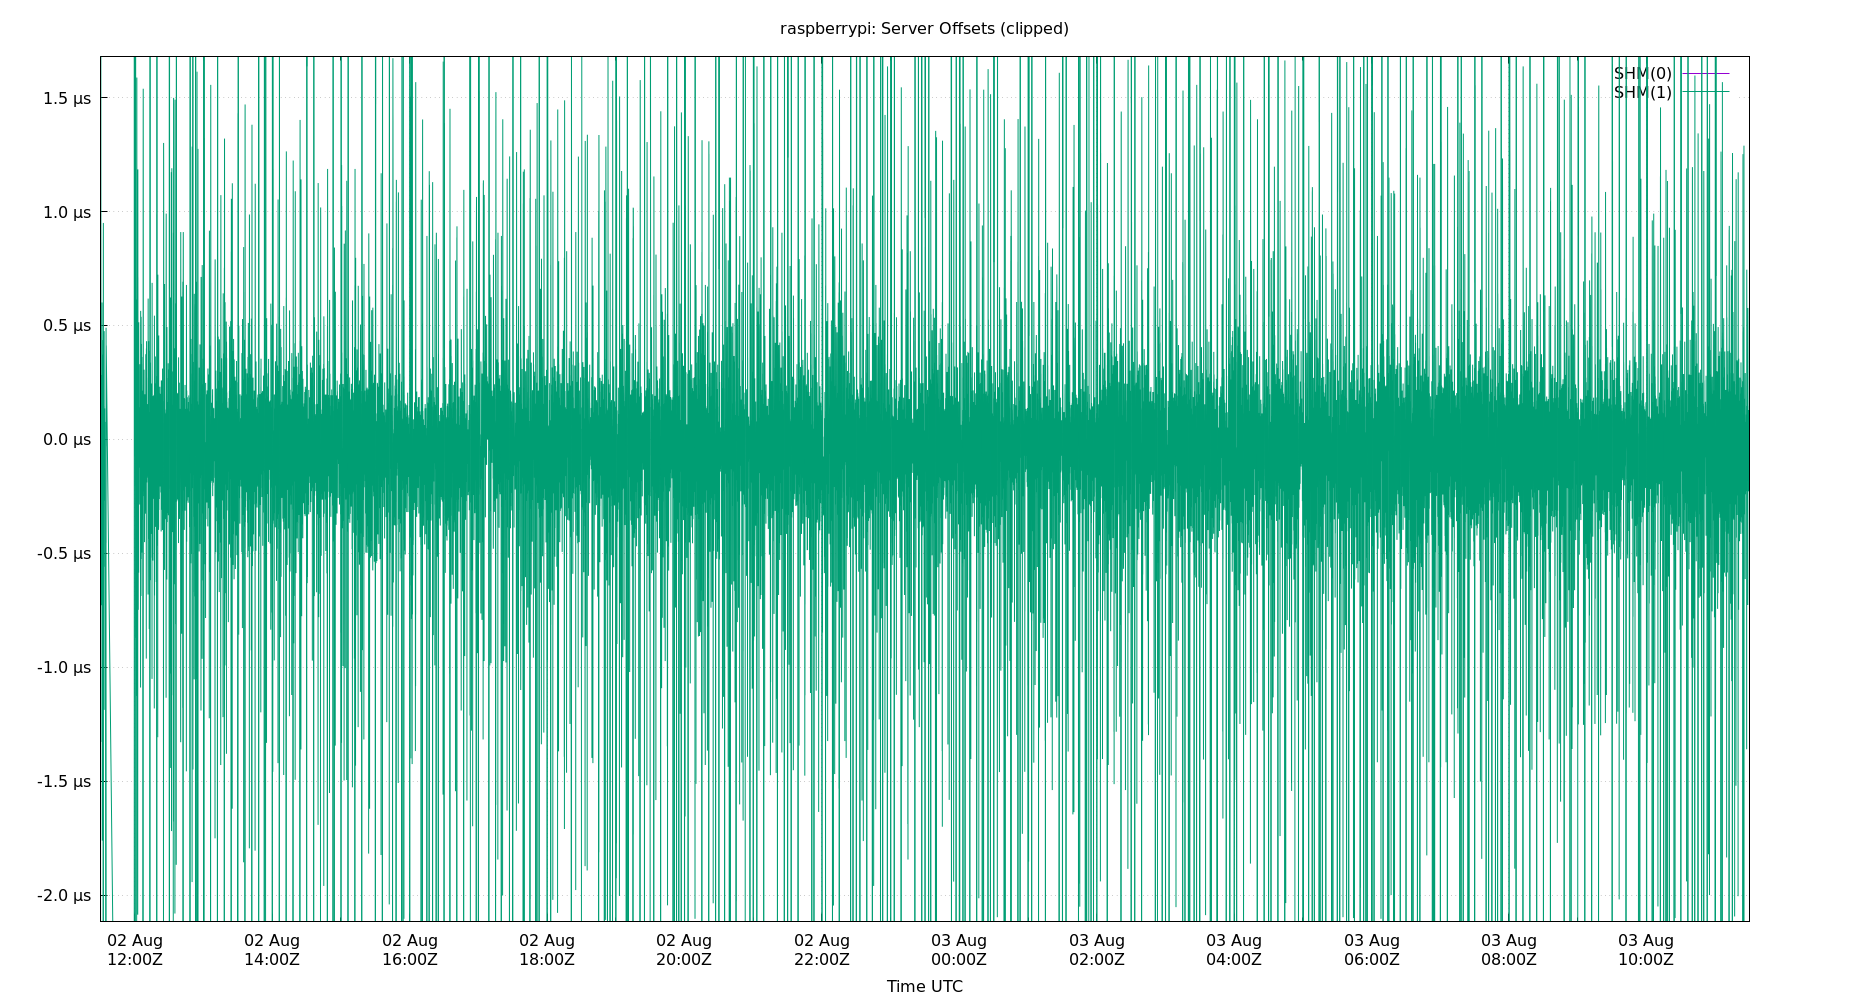 raspberrypi: Server Offsets (clipped)
SHM(0)
SHM(1)
1.5 µs
1.0 µs
0.5 µs
0.0 µs
-0.5 µs
-1.0 µs
-1.5 µs
-2.0 µs
02 Aug 02 Aug 02 Aug 02 Aug 02 Aug 02 Aug 03 Aug 03 Aug 03 Aug 03 Aug 03 Aug 03 Aug
12:00Z 14:00Z 16:00Z 18:00Z 20:00Z 22:00Z 00:00Z 02:00Z 04:00Z 06:00Z 08:00Z 10:00Z
Time UTC